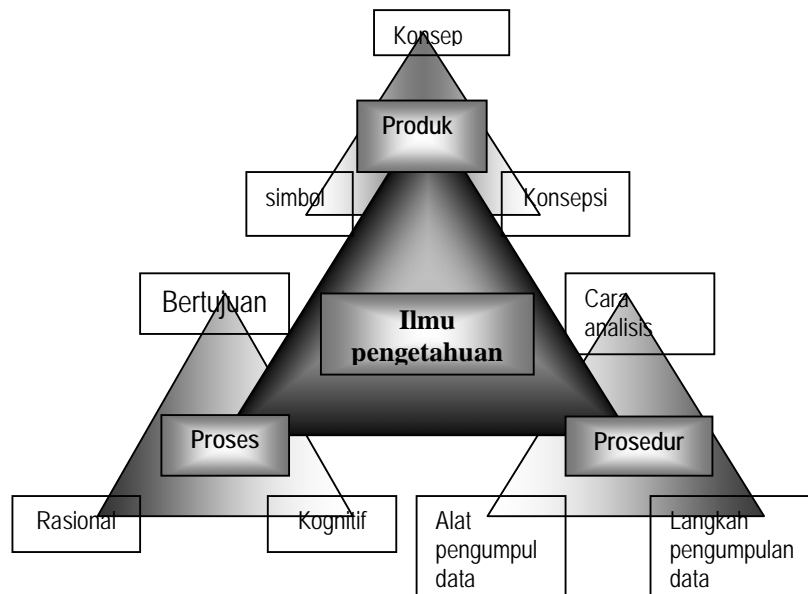 Konsep
Produk
simbol
Konsepsi
Bertujuan
Cara
analisis
Ilmu
pengetahuan
Proses
Prosedur
Rasional
Kognitif
Alat
pengumpul
data
Langkah
pengumpulan
data